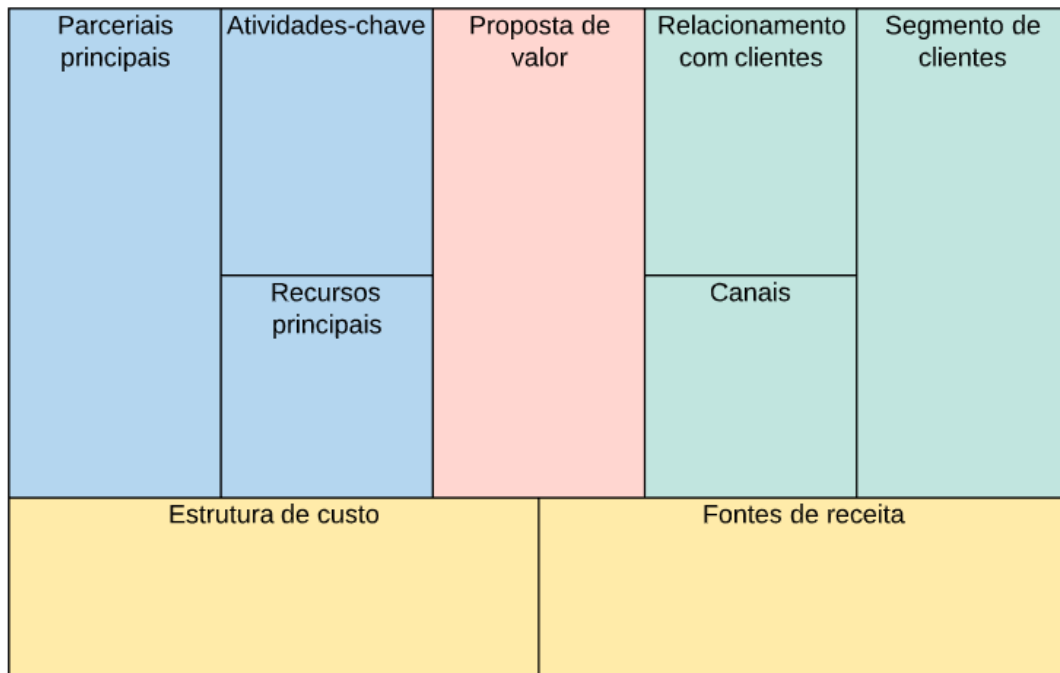 Parceriais
principais
Atividades-chave
Recursos
principais
Proposta de
valor
Relacionamento
com clientes
Canais
Segmento de
clientes
Estrutura de custo
Fontes de receita